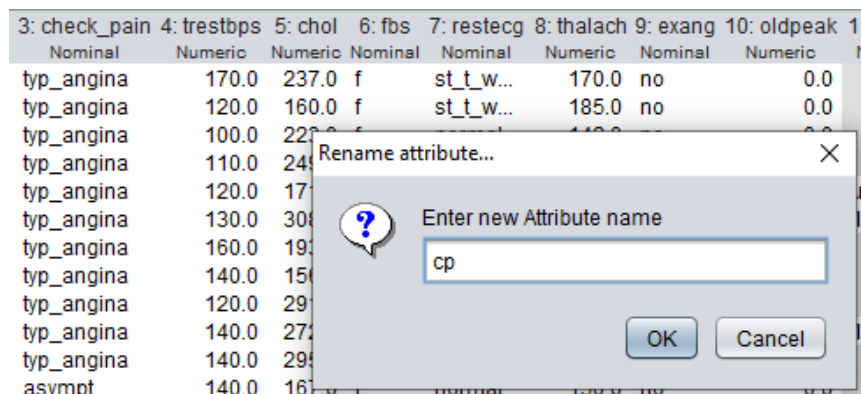 3: check_pain 4: trestbps 5: chol 6: fbs 7: restecg 8: thalach 9: exang 10: oldpeak 1
Nominal Numeric Numeric Nominal Nominal Numeric Nominal Numeric
typ_angina 170.0 237.0 f st_t_w... 170.0 no 0.0
typ_angina 120.0 160.0 f st_t_w... 185.0 no 0.0
typ_angina 100.0
typ_angina 110.0
typ_angina 120.0
typ_angina 130.0
typ_angina 160.0
typ_angina 140.0
typ_angina 120.0
typ_angina 140.0
typ_angina 140.0
asympt 140.0
Rename attribute...
Enter new Attribute name
cp
OK Cancel